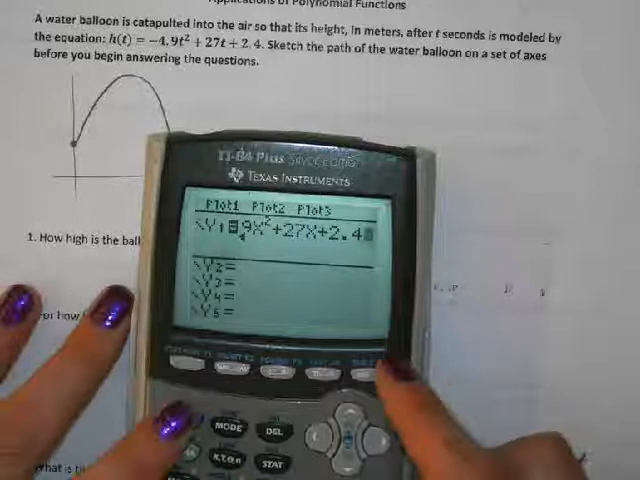 Applications of Polynomial Functions
A water balloon is catapulted into the air so that its height, in meters, after t seconds is modeled by
the equation: h(t) = −4.9t² + 27t + 2.4. Sketch the path of the water balloon on a set of axes
before you begin answering the questions.
TI-84 Plus Silver Edition
TEXAS INSTRUMENTS
Plot1 Plot2 Plot3
\Y1=9X²+27X+2.4
\Y2=
\Y3=
\Y4=
\Y5=
1. How high is the ball
or how
MODE
DEL
X,T,θ,n
STAT
What is